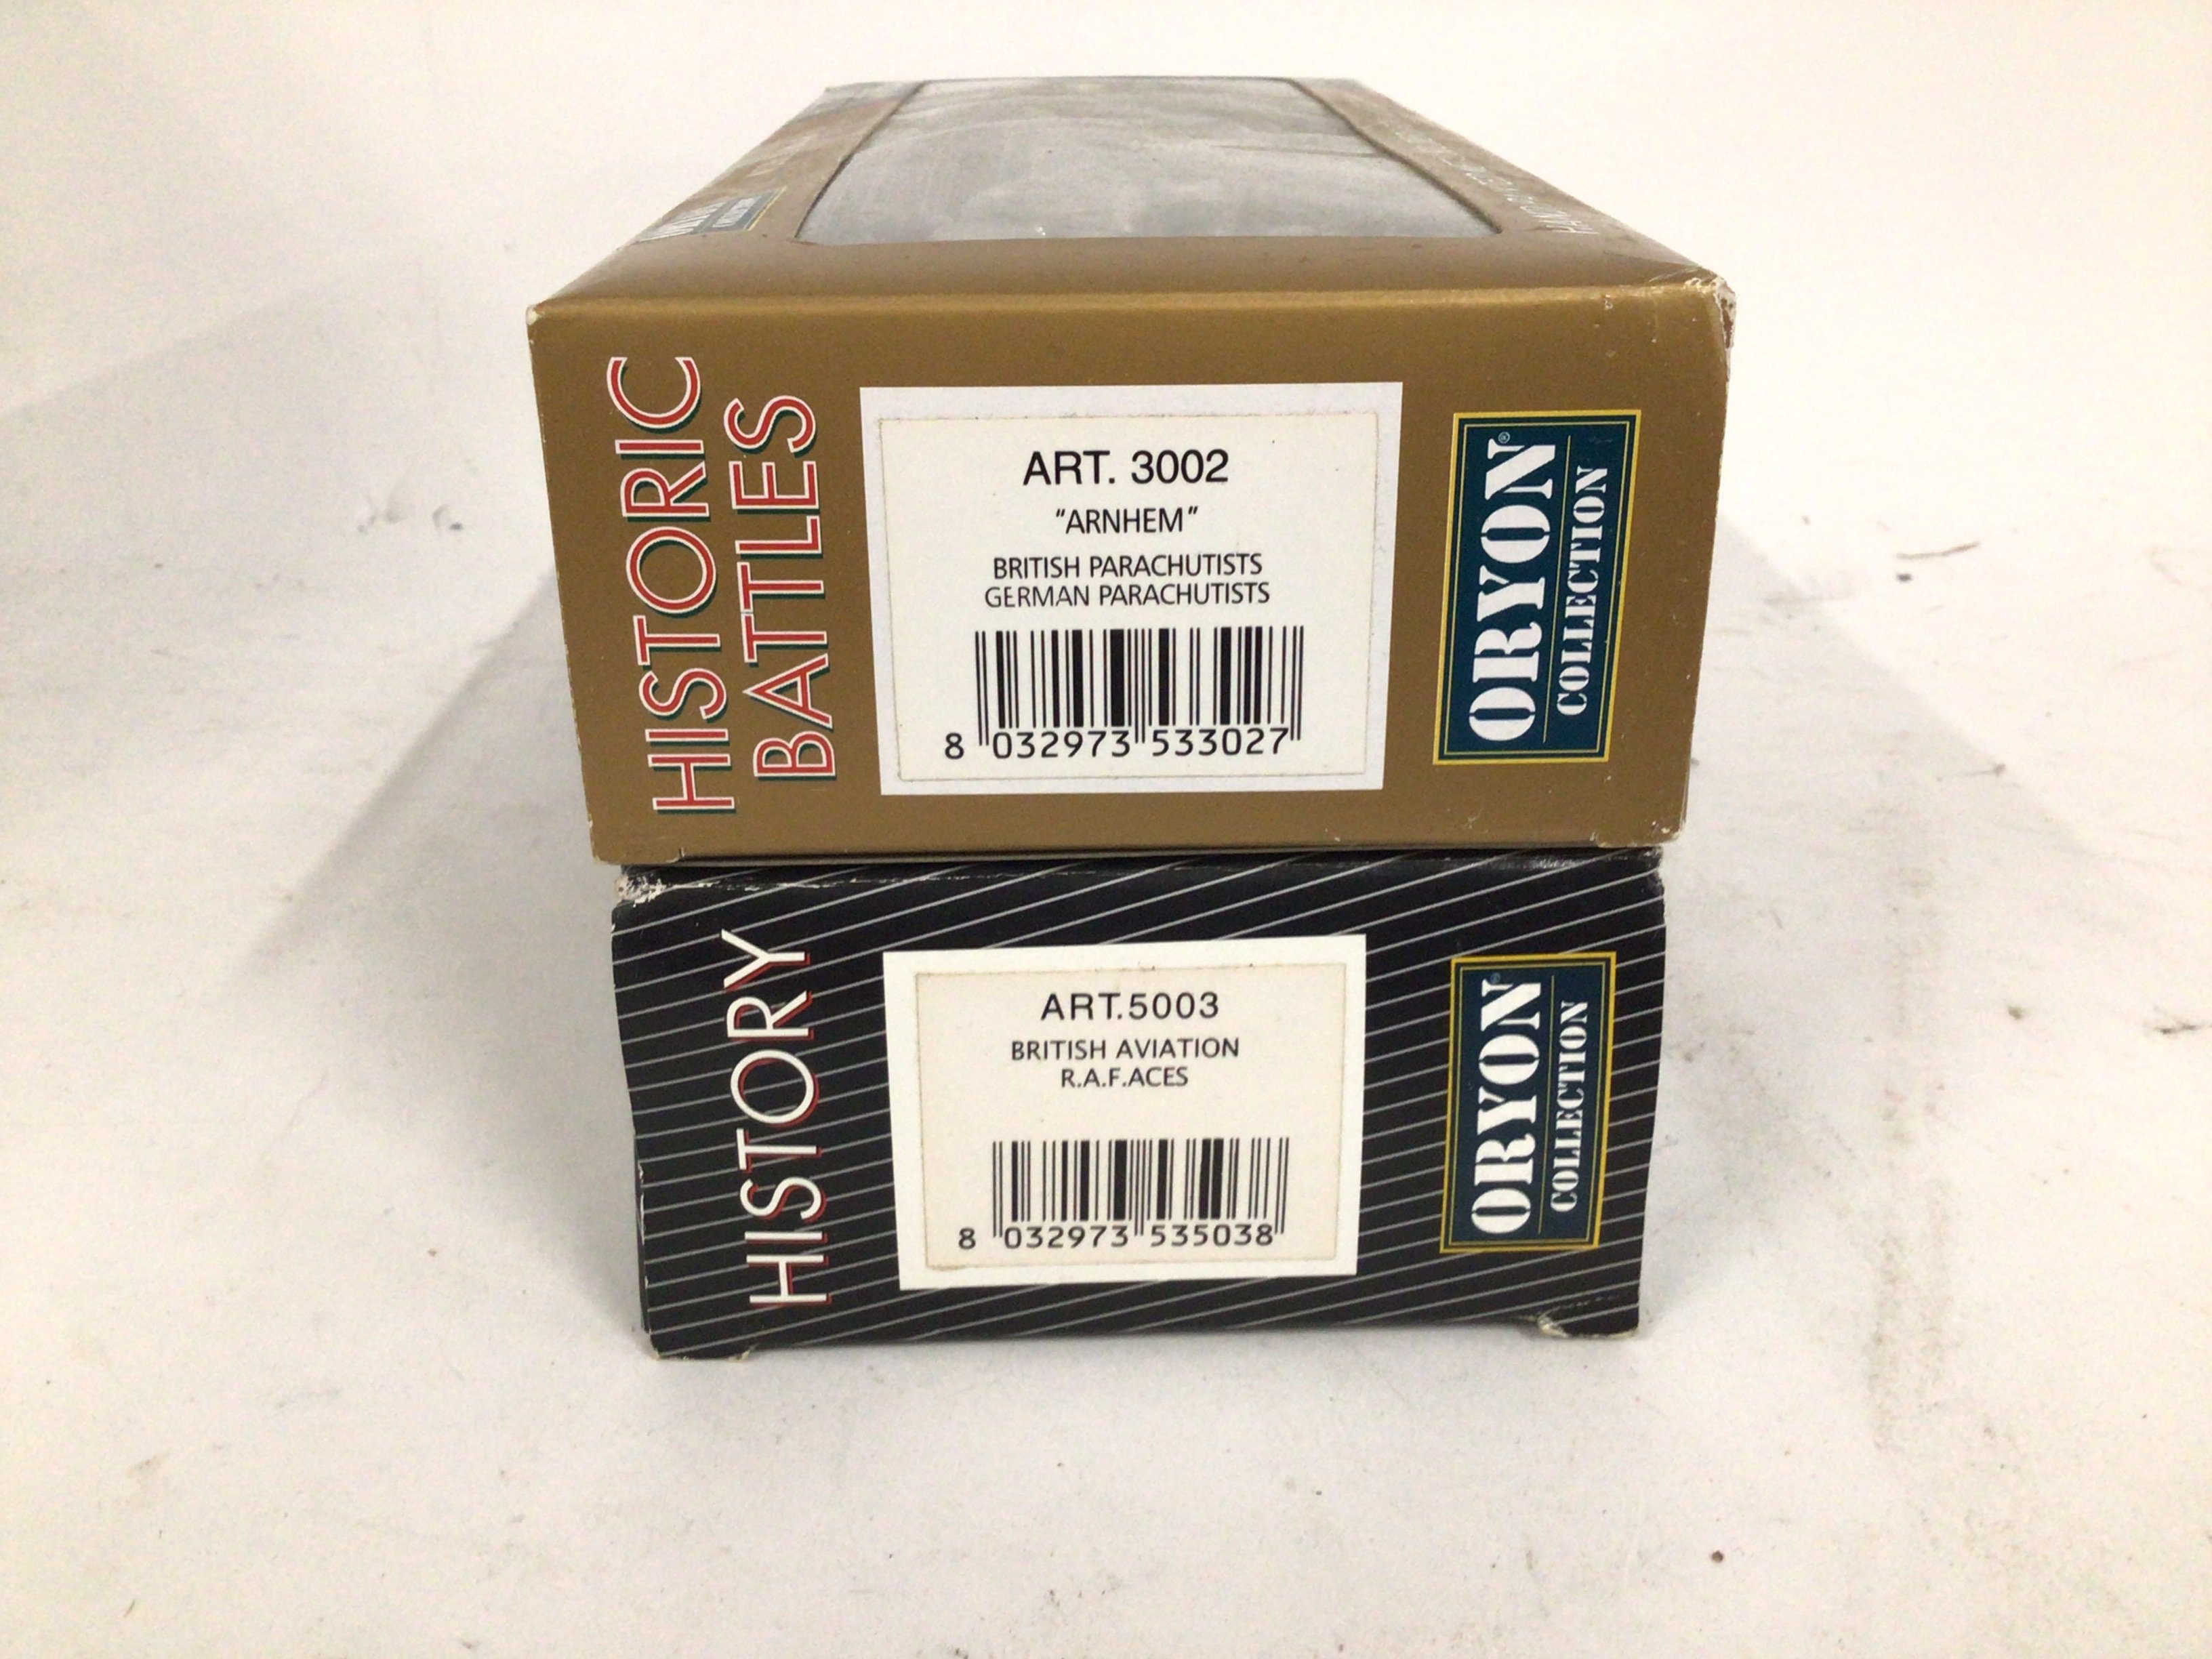 HISTORIC
BATTLES
ART. 3002
"ARNHEM"
BRITISH PARACHUTISTS
GERMAN PARACHUTISTS
8 032973 533027
ORYON®
COLLECTION
HISTORY
ART.5003
BRITISH AVIATION
R.A.F.ACES
8 032973 535038
ORYON®
COLLECTION